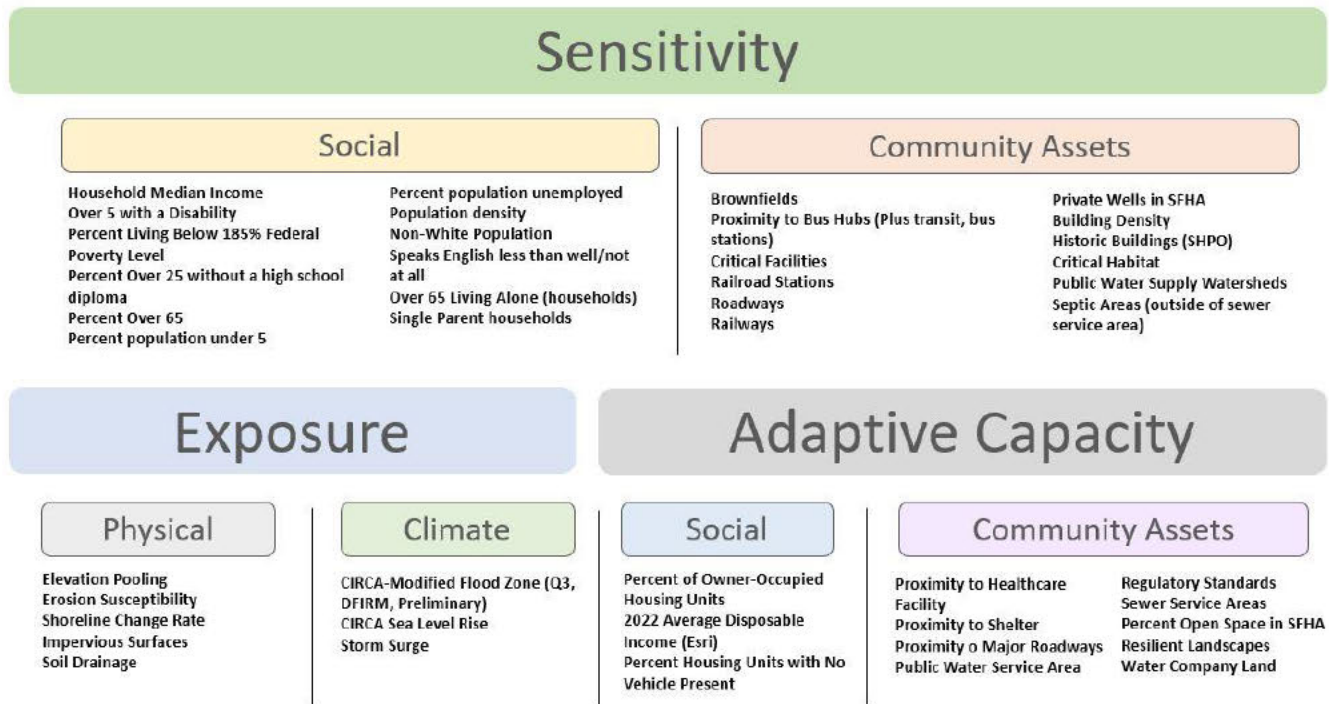 Sensitivity
Social
Household Median Income
Over 5 with a Disability
Percent Living Below 185% Federal
Poverty Level
Percent Over 25 without a high school
diploma
Percent Over 65
Percent population under 5
Percent population unemployed
Population density
Non-White Population
Speaks English less than well/not
at all
Over 65 Living Alone (households)
Single Parent households
Community Assets
Brownfields
Proximity to Bus Hubs (Plus transit, bus
stations)
Critical Facilities
Railroad Stations
Roadways
Railways
Private Wells in SFHA
Building Density
Historic Buildings (SHPO)
Critical Habitat
Public Water Supply Watersheds
Septic Areas (outside of sewer
service area)
Exposure
Physical
Elevation Pooling
Erosion Susceptibility
Shoreline Change Rate
Impervious Surfaces
Soil Drainage
Climate
CIRCA-Modified Flood Zone (Q3,
DFIRM, Preliminary)
CIRCA Sea Level Rise
Storm Surge
Adaptive Capacity
Social
Percent of Owner-Occupied
Housing Units
2022 Average Disposable
Income (Esri)
Percent Housing Units with No
Vehicle Present
Community Assets
Proximity to Healthcare
Facility
Proximity to Shelter
Proximity o Major Roadways
Public Water Service Area
Regulatory Standards
Sewer Service Areas
Percent Open Space in SFHA
Resilient Landscapes
Water Company Land